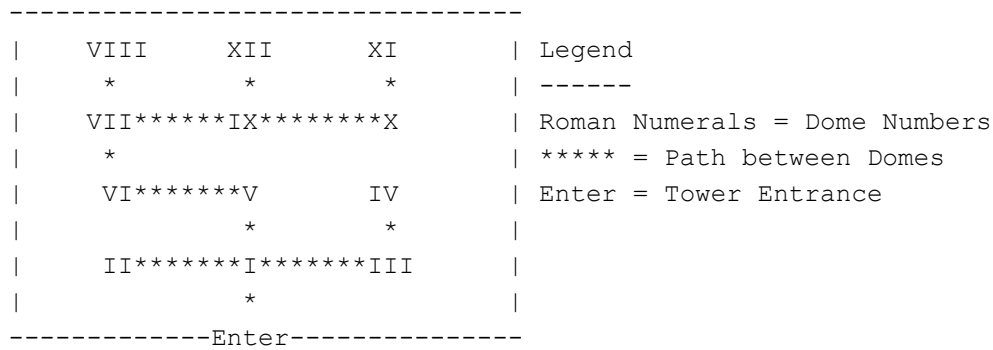 ---------------------------------
|    VIII     XII      XI       | Legend
|     *        *        *       | ------
|    VII******IX********X       | Roman Numerals = Dome Numbers
|     *                         | ***** = Path between Domes
|     VI*******V       IV       | Enter = Tower Entrance
|              *        *       |
|     II*******I*******III      |
|              *                |
-------------Enter---------------